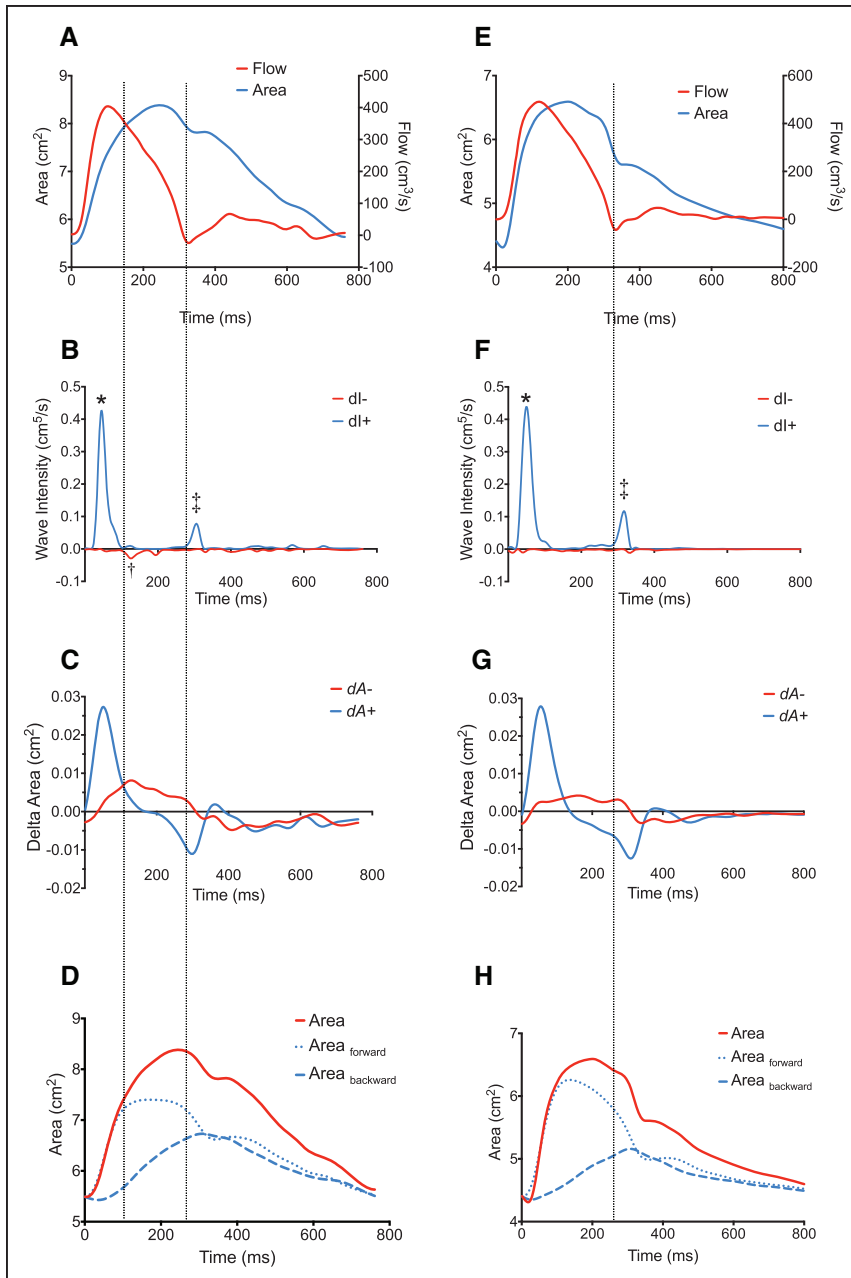 A
Flow
Area
9
8
7
6
5
500
400
300
200
100
0
-100
Area (cm2)
Flow (cm3/s)
0 200 400 600 800
Time (ms)
E
Flow
Area
7
6
5
4
600
400
200
0
-200
Area (cm2)
Flow (cm3/s)
0 200 400 600 800
Time (ms)
B
dI-
dI+
0.5
0.4
0.3
0.2
0.1
0.0
-0.1
Wave Intensity (cm5/s)
*
†
‡
200 400 600 800
Time (ms)
F
dI-
dI+
0.5
0.4
0.3
0.2
0.1
0.0
-0.1
Wave Intensity (cm5/s)
*
‡
200 400 600 800
Time (ms)
C
dA-
dA+
0.03
0.02
0.01
0.00
-0.01
-0.02
Delta Area (cm2)
200 400 600 800
Time (ms)
G
dA-
dA+
0.03
0.02
0.01
0.00
-0.01
-0.02
Delta Area (cm2)
200 400 600 800
Time (ms)
D
Area
Area forward
Area backward
9
8
7
6
5
Area (cm2)
0 200 400 600 800
Time (ms)
H
Area
Area forward
Area backward
7
6
5
4
Area (cm2)
0 200 400 600 800
Time (ms)